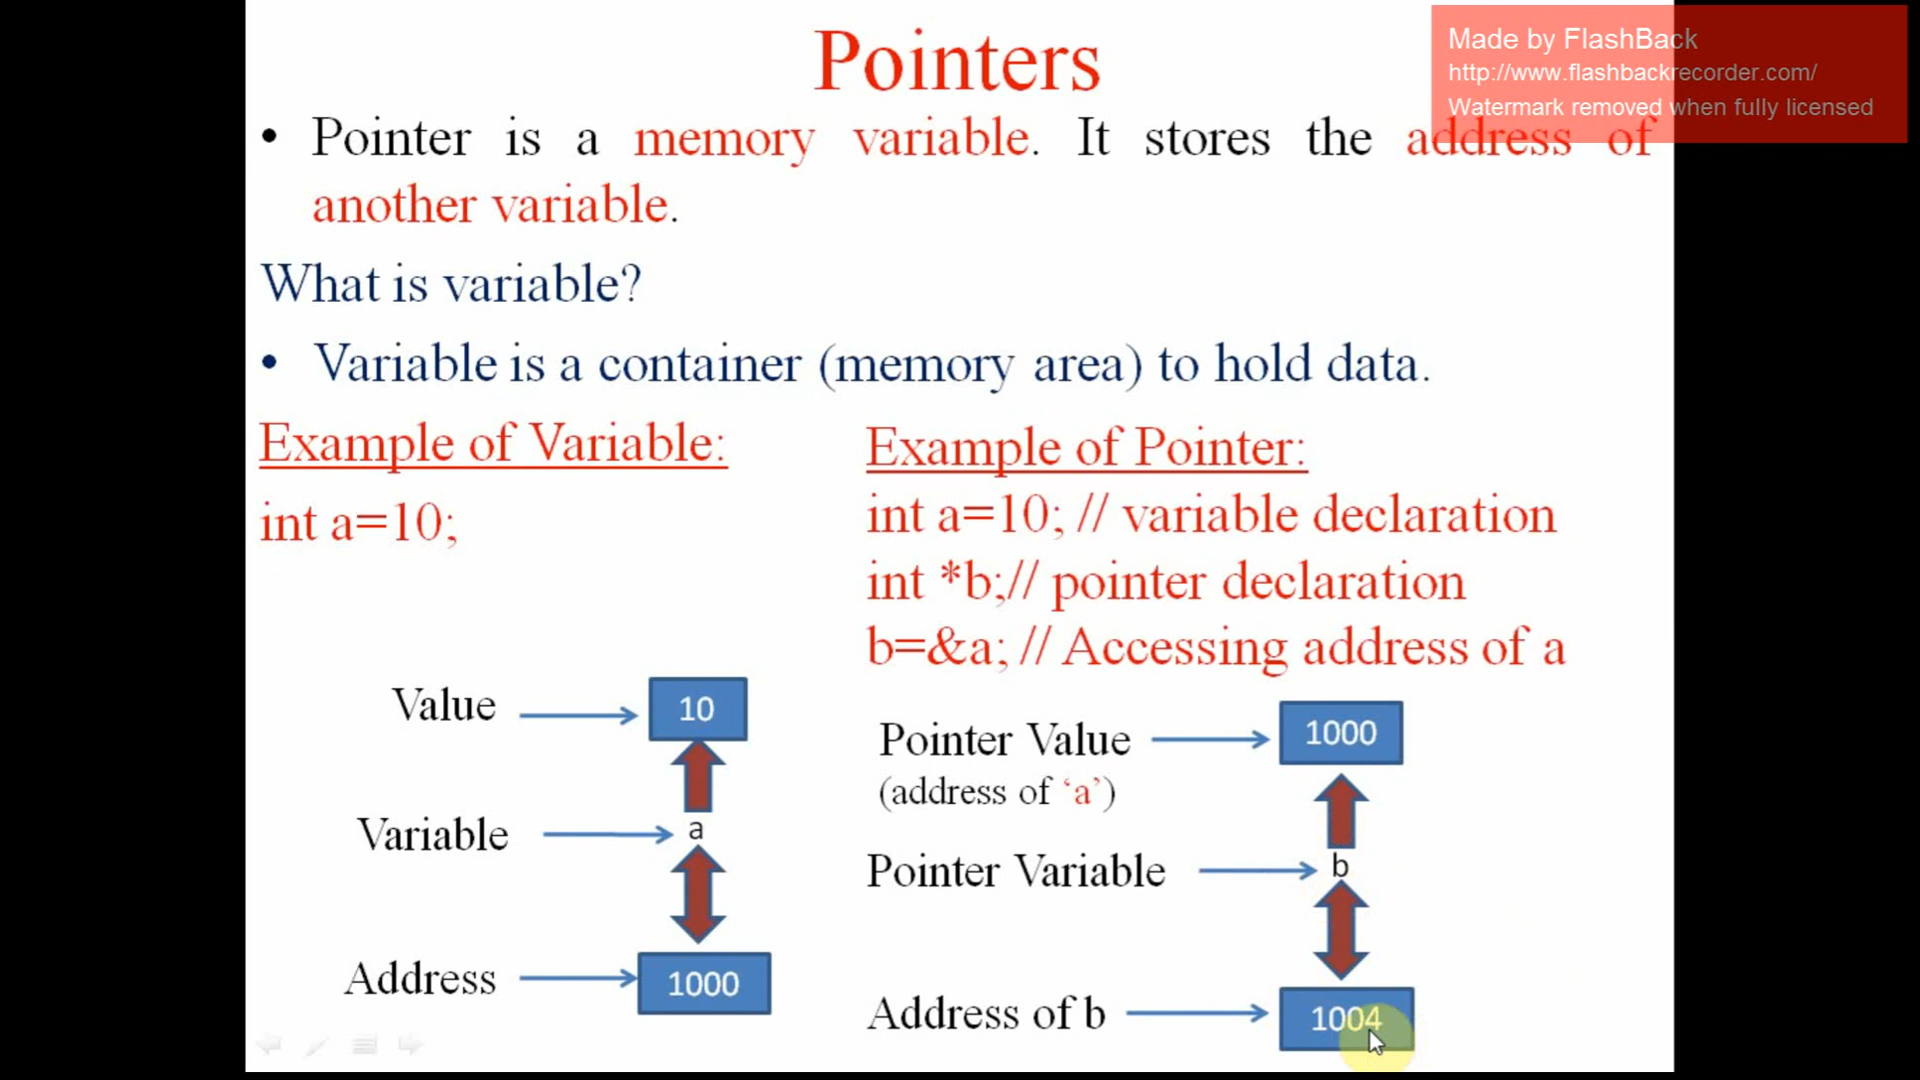 Pointers
Made by FlashBack
http://www.flashbackrecorder.com/
Watermark removed when fully licensed
• Pointer is a memory variable. It stores the address of
another variable.
What is variable?
• Variable is a container (memory area) to hold data.
Example of Variable:
int a=10;
Value
10
Variable
a
Address
1000
Example of Pointer:
int a=10; // variable declaration
int *b;// pointer declaration
b=&a; // Accessing address of a
Pointer Value
1000
(address of ‘a’)
Pointer Variable
b
Address of b
1004